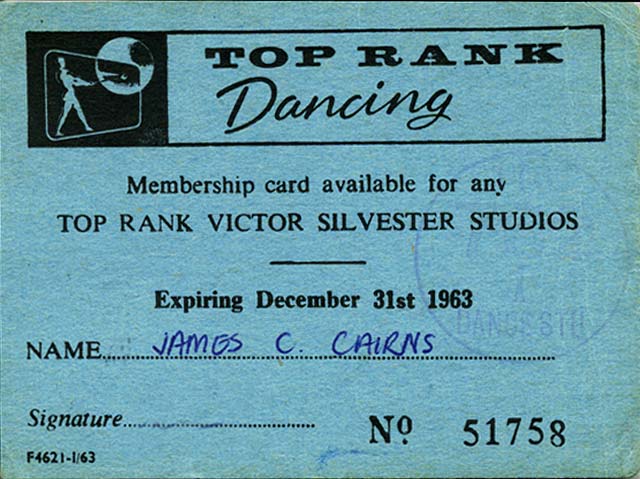 TOP RANK
Dancing
Membership card available for any
TOP RANK VICTOR SILVESTER STUDIOS
Expiring December 31st 1963
NAME JAMES C. CAIRNS
Signature
Nº 51758
F4621-1/63